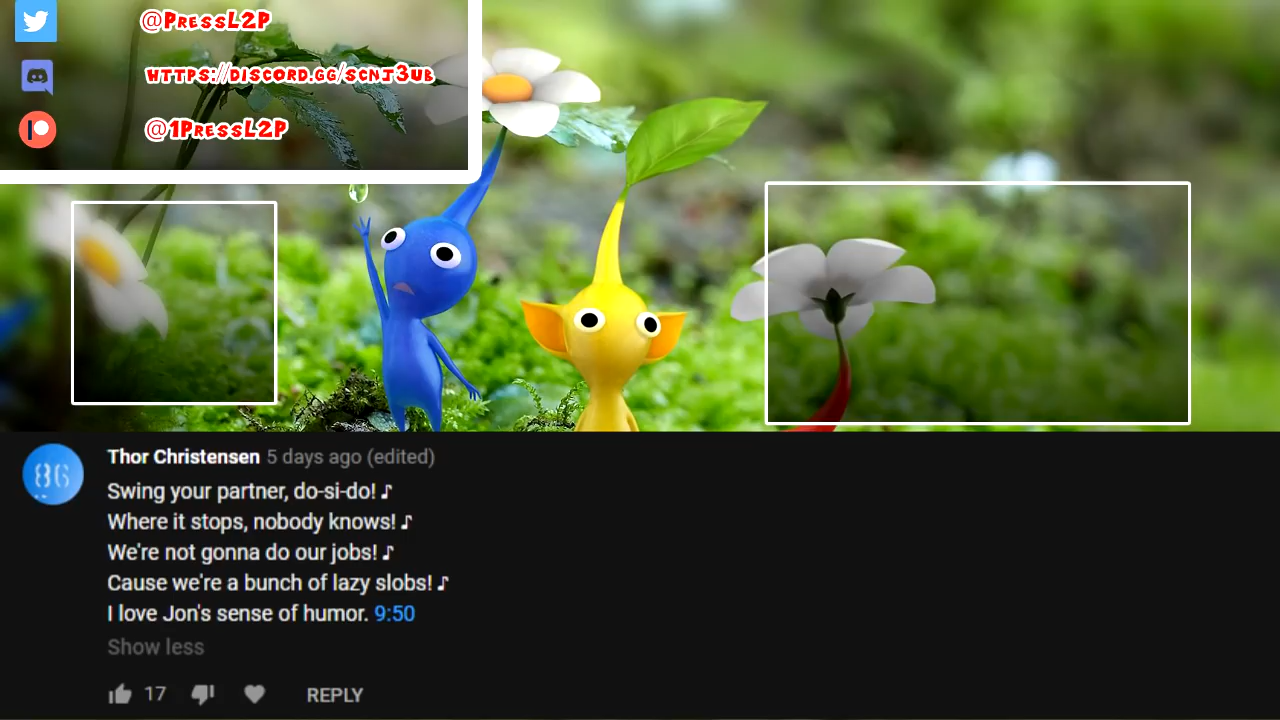 @PressL2P
https://discord.gg/scnj3ub
@1PressL2P
86
Thor Christensen 5 days ago (edited)
Swing your partner, do-si-do! ♪
Where it stops, nobody knows! ♪
We're not gonna do our jobs! ♪
Cause we're a bunch of lazy slobs! ♪
I love Jon's sense of humor. 9:50
Show less
17
REPLY